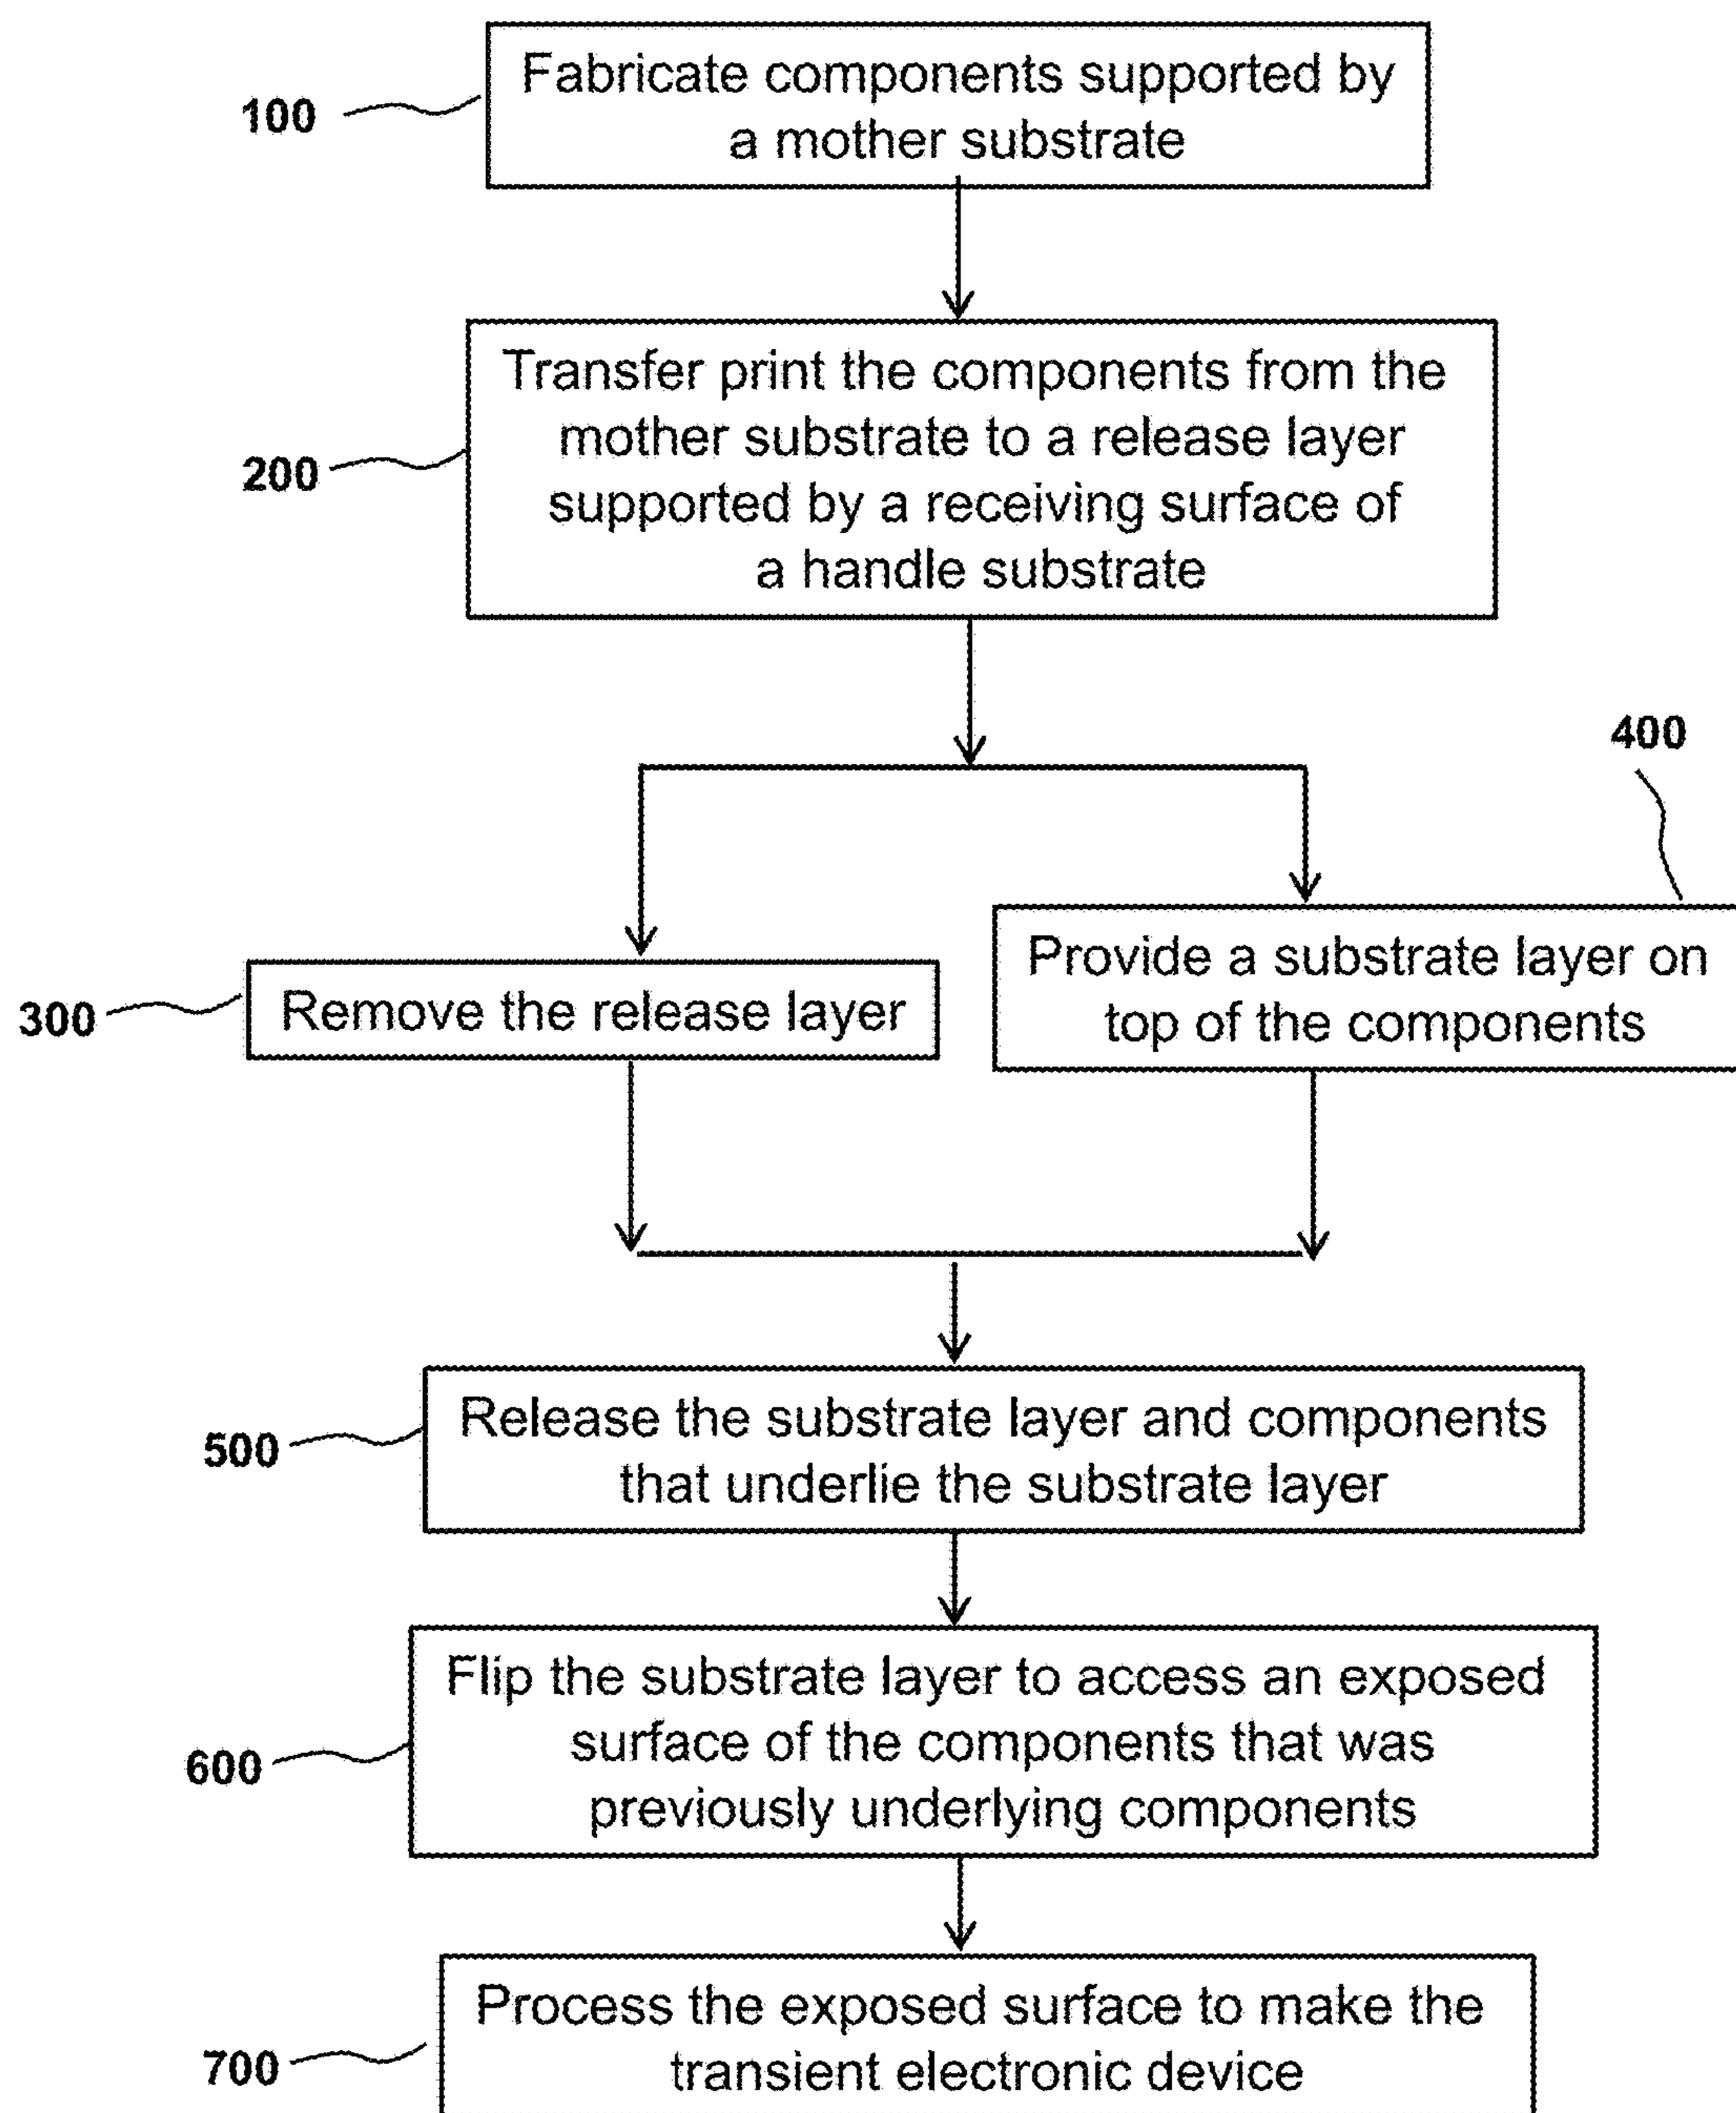 100
Fabricate components supported by
a mother substrate
200
Transfer print the components from the
mother substrate to a release layer
supported by a receiving surface of
a handle substrate
400
300
Remove the release layer
Provide a substrate layer on
top of the components
500
Release the substrate layer and components
that underlie the substrate layer
600
Flip the substrate layer to access an exposed
surface of the components that was
previously underlying components
700
Process the exposed surface to make the
transient electronic device